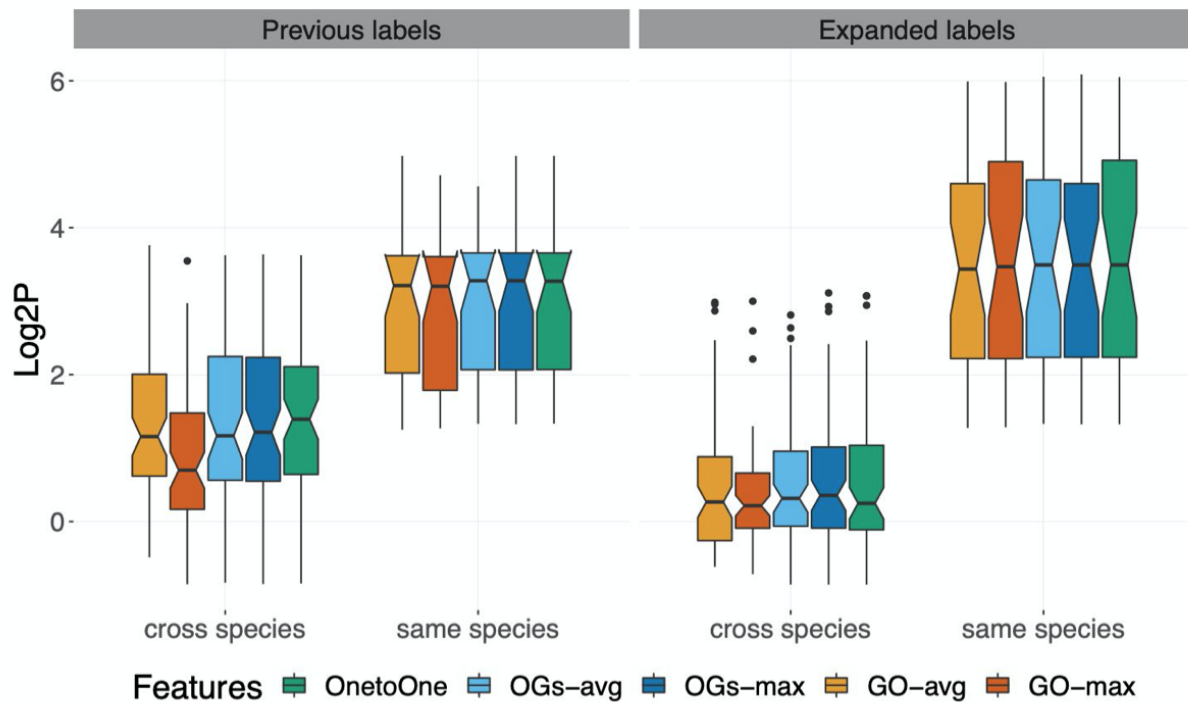 Previous labels
Expanded labels
Log2P
6
4
2
0
cross species
same species
cross species
same species
Features
OnetoOne
OGs-avg
OGs-max
GO-avg
GO-max